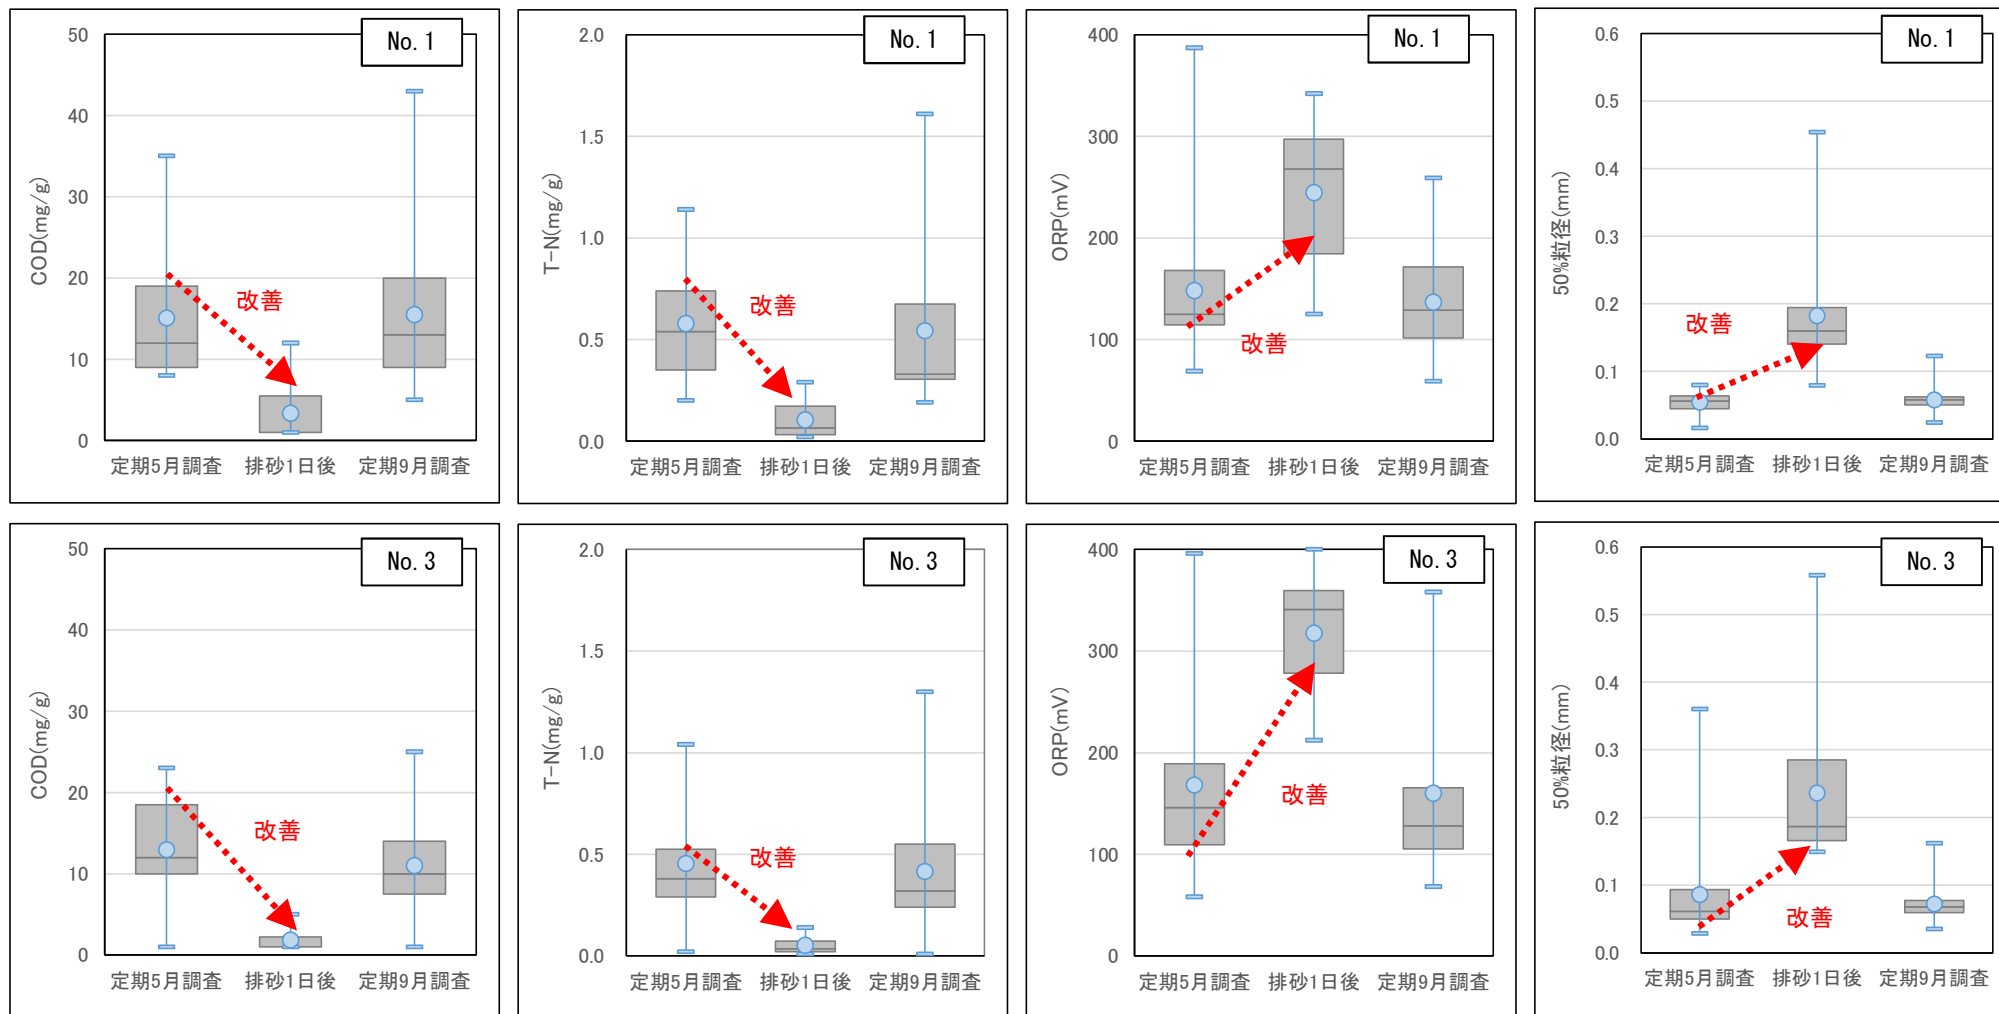 No. 1
COD(mg/g)
50
40
30
20
10
0
改善
定期5月調査 排砂1日後 定期9月調査
No. 1
T-N(mg/g)
2.0
1.5
1.0
0.5
0.0
改善
定期5月調査 排砂1日後 定期9月調査
No. 1
ORP(mV)
400
300
200
100
0
改善
定期5月調査 排砂1日後 定期9月調査
No. 1
50%粒径(mm)
0.6
0.5
0.4
0.3
0.2
0.1
0.0
改善
定期5月調査 排砂1日後 定期9月調査
No. 3
COD(mg/g)
50
40
30
20
10
0
改善
定期5月調査 排砂1日後 定期9月調査
No. 3
T-N(mg/g)
2.0
1.5
1.0
0.5
0.0
改善
定期5月調査 排砂1日後 定期9月調査
No. 3
ORP(mV)
400
300
200
100
0
改善
定期5月調査 排砂1日後 定期9月調査
No. 3
50%粒径(mm)
0.6
0.5
0.4
0.3
0.2
0.1
0.0
改善
定期5月調査 排砂1日後 定期9月調査